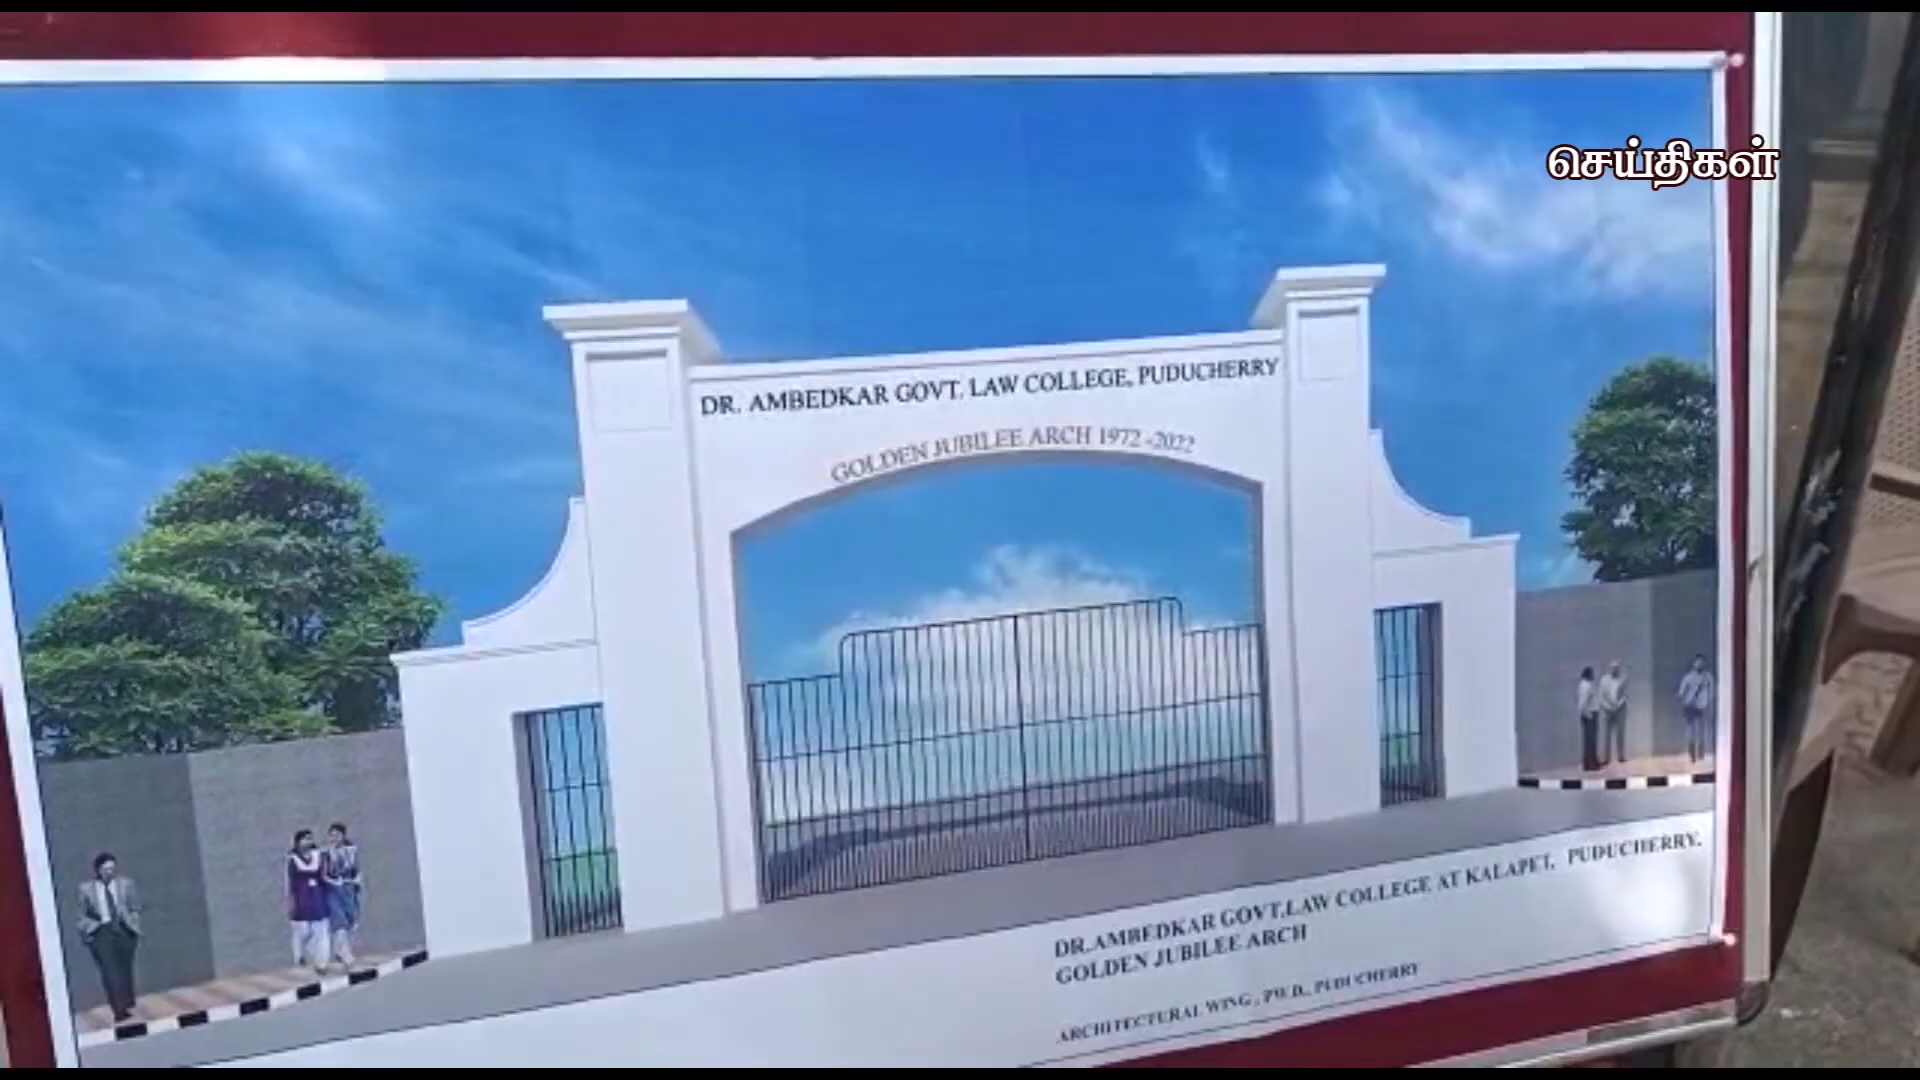 செய்திகள்
DR. AMBEDKAR GOVT. LAW COLLEGE, PUDUCHERRY
GOLDEN JUBILEE ARCH 1972 -2022
DR.AMBEDKAR GOVT.LAW COLLEGE AT KALAPET, PUDUCHERRY.
GOLDEN JUBILEE ARCH
ARCHITECTURAL WING, P.W.D., PUDUCHERRY